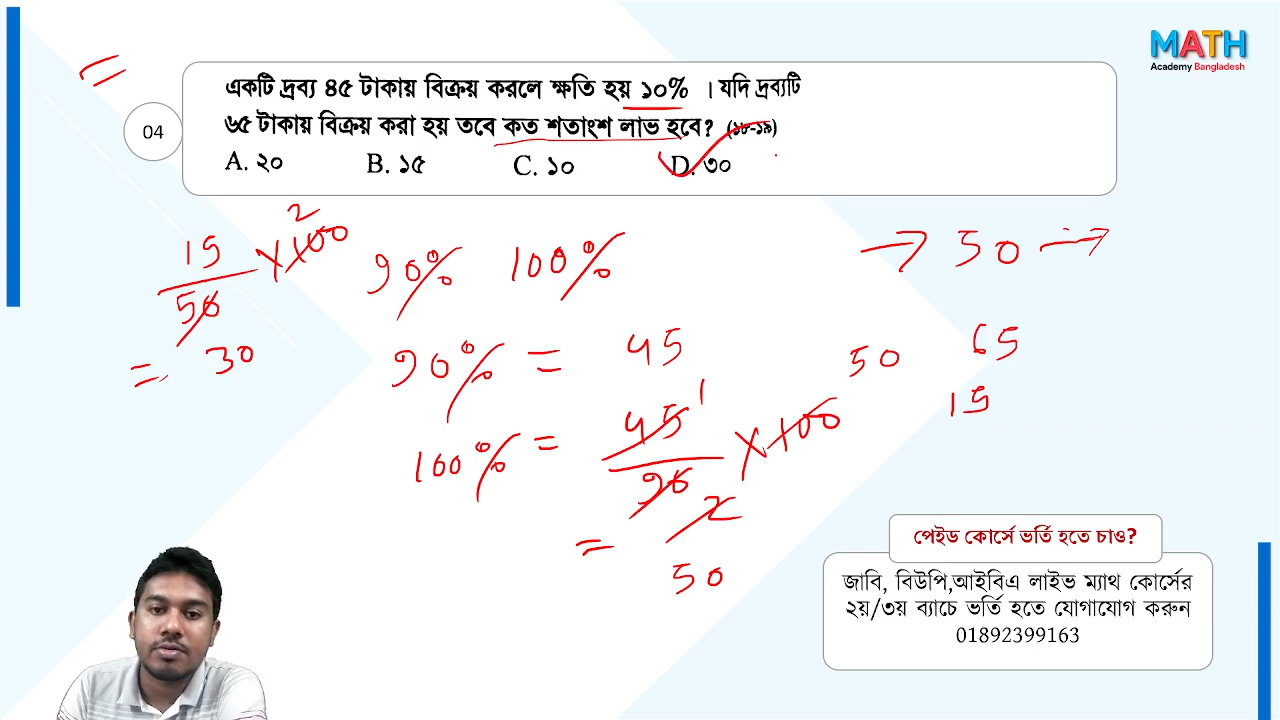 MATH
Academy Bangladesh
=
04
একটি দ্রব্য ৪৫ টাকায় বিক্রয় করলে ক্ষতি হয় ১০% । যদি দ্রব্যটি
৬৫ টাকায় বিক্রয় করা হয় তবে কত শতাংশ লাভ হবে? (১৮-১৯)
A. ২০ B. ১৫ C. ১০ D. ৩০
2
15 × 100
50
= 30
90% 100%
→ 50 →
90% = 45
50 65
15
1
100% = 45 × 100
90
2
= 50
পেইড কোর্সে ভর্তি হতে চাও?
জাবি, বিউপি,আইবিএ লাইভ ম্যাথ কোর্সের
২য়/৩য় ব্যাচে ভর্তি হতে যোগাযোগ করুন
01892399163